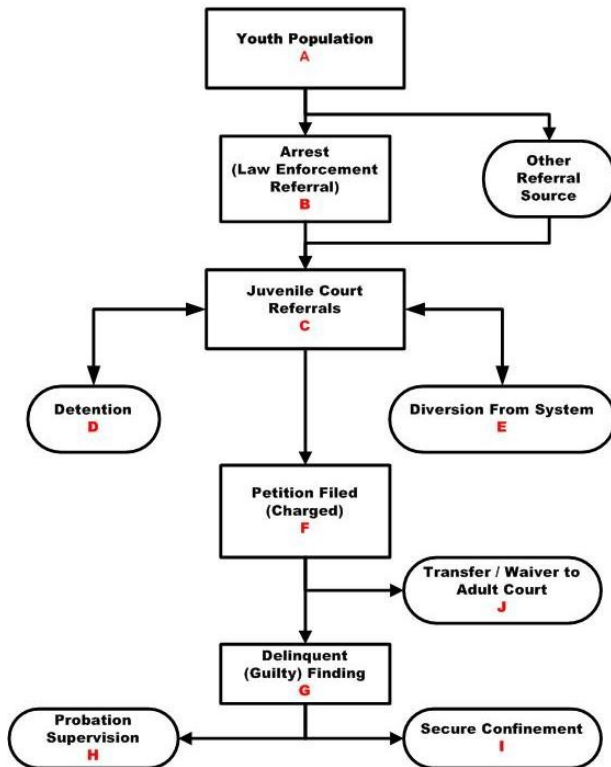 Youth Population
A
Arrest
(Law Enforcement
Referral)
B
Other
Referral
Source
Juvenile Court
Referrals
C
Detention
D
Diversion From System
E
Petition Filed
(Charged)
F
Transfer / Waiver to
Adult Court
J
Delinquent
(Guilty) Finding
G
Probation
Supervision
H
Secure Confinement
I